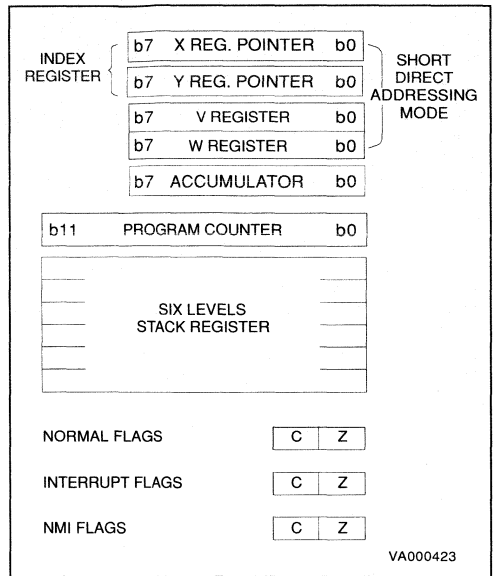 INDEX REGISTER
b7 X REG. POINTER b0
b7 Y REG. POINTER b0
SHORT DIRECT ADDRESSING MODE
b7 V REGISTER b0
b7 W REGISTER b0
b7 ACCUMULATOR b0
b11 PROGRAM COUNTER b0
SIX LEVELS
STACK REGISTER
NORMAL FLAGS C Z
INTERRUPT FLAGS C Z
NMI FLAGS C Z
VA000423